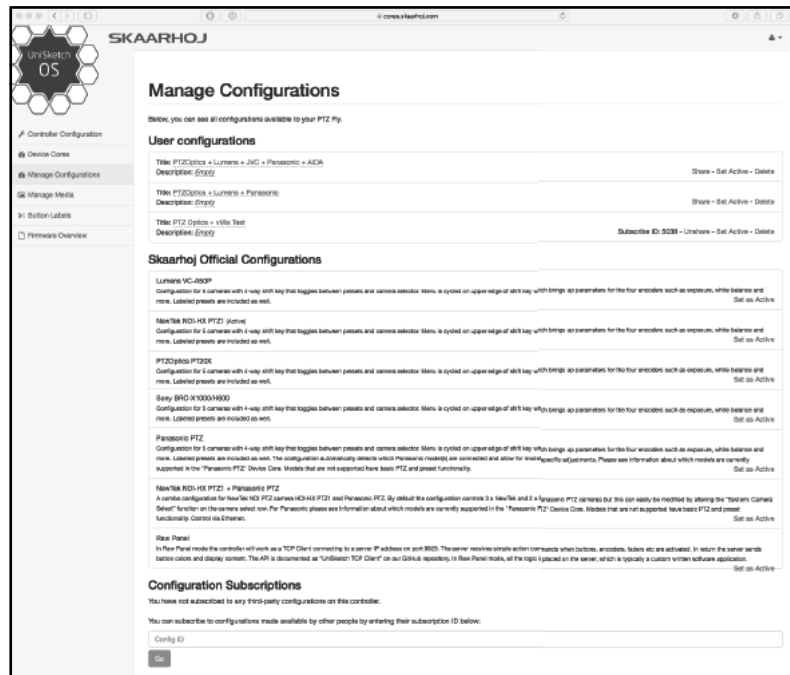 cores.skaarhoj.com
UniSketch
OS
SKAARHOJ
Manage Configurations
Below, you can see all configurations available to your PTZ Fly.
Controller Configuration
Device Cores
Manage Configurations
Manage Media
Button Labels
Firmware Overview
User configurations
Title: PTZOptics + Lumens + JVC + Panasonic + AIDA
Description: Empty
Share - Set Active - Delete
Title: PTZOptics + Lumens + Panasonic
Description: Empty
Share - Set Active - Delete
Title: PTZ Optics + vMix Test
Description: Empty
Subscribe ID: 5036 - Unshare - Set Active - Delete
Skaarhoj Official Configurations
Lumens VC-A50P
Configuration for 5 cameras with 4-way shift key that toggles between presets and camera selector. Menu is cycled on upper edge of shift key which brings up parameters for the four encoders such as exposure, white balance and
more. Labeled presets are included as well.
Set as Active
NewTek NDI-HX PTZ1 (Active)
Configuration for 5 cameras with 4-way shift key that toggles between presets and camera selector. Menu is cycled on upper edge of shift key which brings up parameters for the four encoders such as exposure, white balance and
more. Labeled presets are included as well.
Set as Active
PTZOptics PT20X
Configuration for 5 cameras with 4-way shift key that toggles between presets and camera selector. Menu is cycled on upper edge of shift key which brings up parameters for the four encoders such as exposure, white balance and
more. Labeled presets are included as well.
Set as Active
Sony BRC-X1000/H800
Configuration for 5 cameras with 4-way shift key that toggles between presets and camera selector. Menu is cycled on upper edge of shift key which brings up parameters for the four encoders such as exposure, white balance and
more. Labeled presets are included as well.
Set as Active
Panasonic PTZ
Configuration for 5 cameras with 4-way shift key that toggles between presets and camera selector. Menu is cycled on upper edge of shift key which brings up parameters for the four encoders such as exposure, white balance and
more. Labeled presets are included as well. The configuration automatically detects which Panasonic model(s) are connected and allow for model specific adjustments. Please see information about which models are currently
supported in the "Panasonic PTZ" Device Core. Models that are not supported have basic PTZ and preset functionality.
Set as Active
NewTek NDI-HX PTZ1 + Panasonic PTZ
A combo configuration for NewTek NDI PTZ camera NDI-HX PTZ1 and Panasonic PTZ. By default the configuration controls 3 x NewTek and 2 x Panasonic PTZ cameras but this can easily be modified by altering the "System: Camera
Select" function on the camera select row. For Panasonic please see information about which models are currently supported in the "Panasonic PTZ" Device Core. Models that are not supported have basic PTZ and preset
functionality. Control via Ethernet.
Set as Active
Raw Panel
In Raw Panel mode the controller will work as a TCP Client connecting to a server IP address on port 9923. The server receives simple action commands when buttons, encoders, faders etc are activated. In return the server sends
button colors and display content. The API is documented as "UniSketch TCP Client" on our GitHub repository. In Raw Panel mode, all the logic is placed on the server, which is typically a custom written software application.
Set as Active
Configuration Subscriptions
You have not subscribed to any third-party configurations on this controller.
You can subscribe to configurations made available by other people by entering their subscription ID below:
Config ID
Go